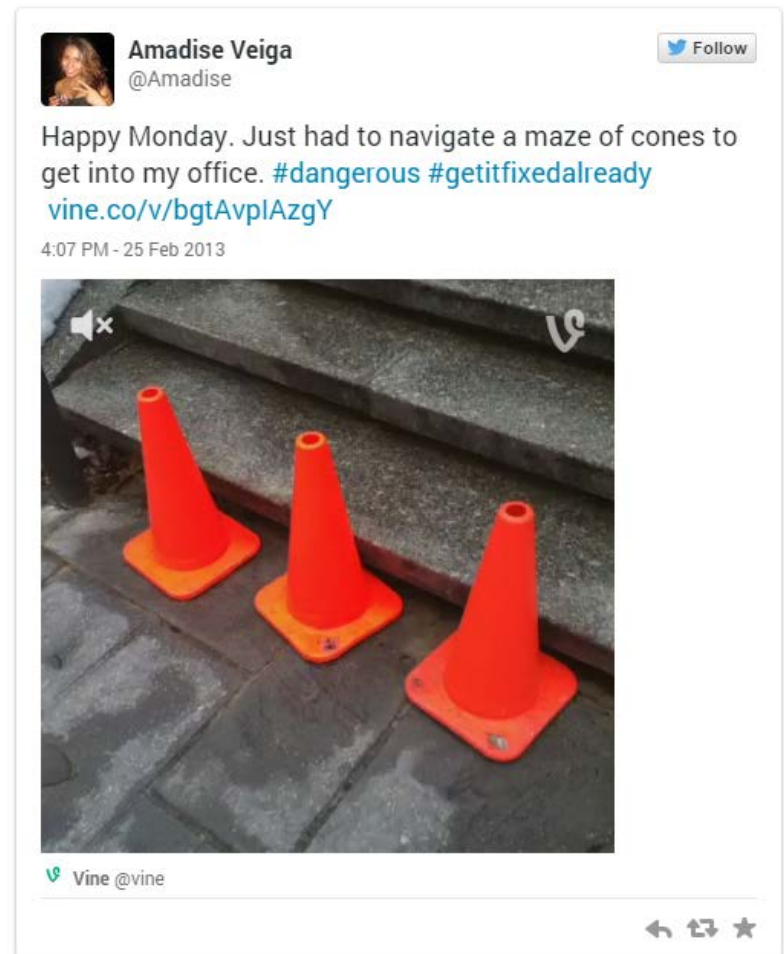 Amadise Veiga
@Amadise
Follow
Happy Monday. Just had to navigate a maze of cones to
get into my office. #dangerous #getitfixedalready
vine.co/v/bgtAvpIAzgY
4:07 PM - 25 Feb 2013
Vine @vine